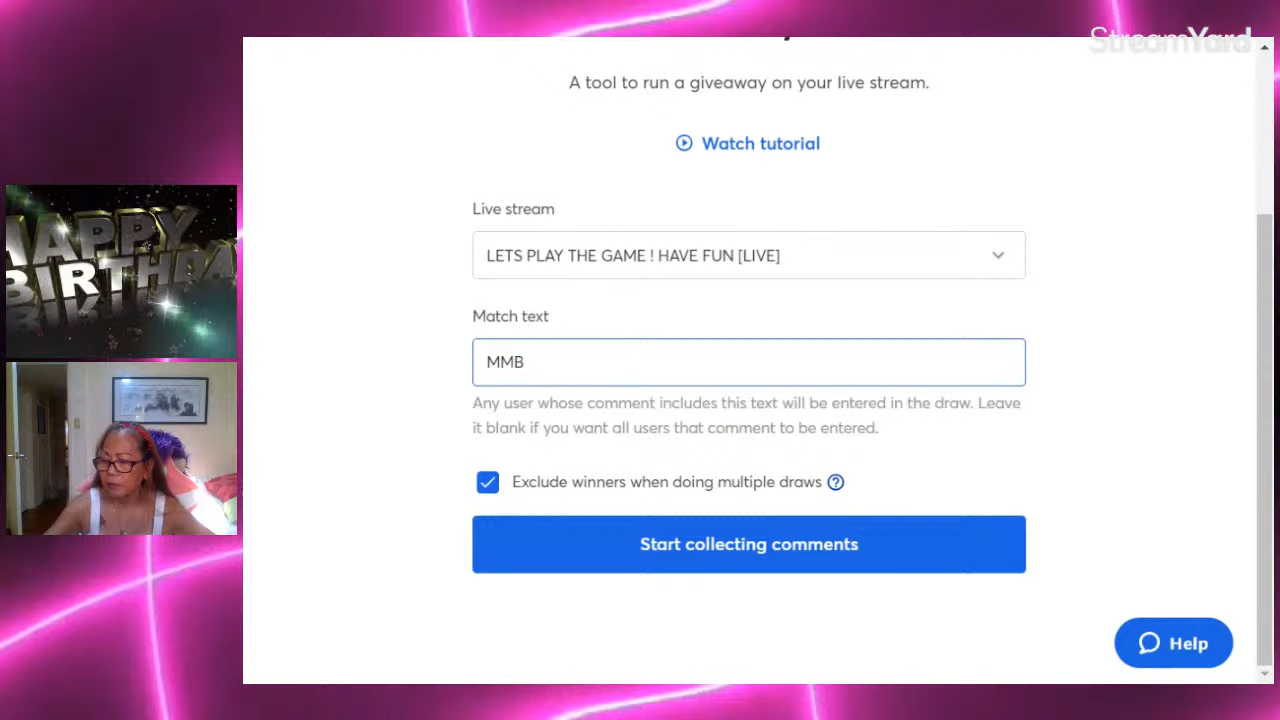 StreamYard
A tool to run a giveaway on your live stream.
Watch tutorial
Live stream
LETS PLAY THE GAME ! HAVE FUN [LIVE]
Match text
MMB
Any user whose comment includes this text will be entered in the draw. Leave
it blank if you want all users that comment to be entered.
Exclude winners when doing multiple draws ?
Start collecting comments
Help
HAPPY
BIRTHDA